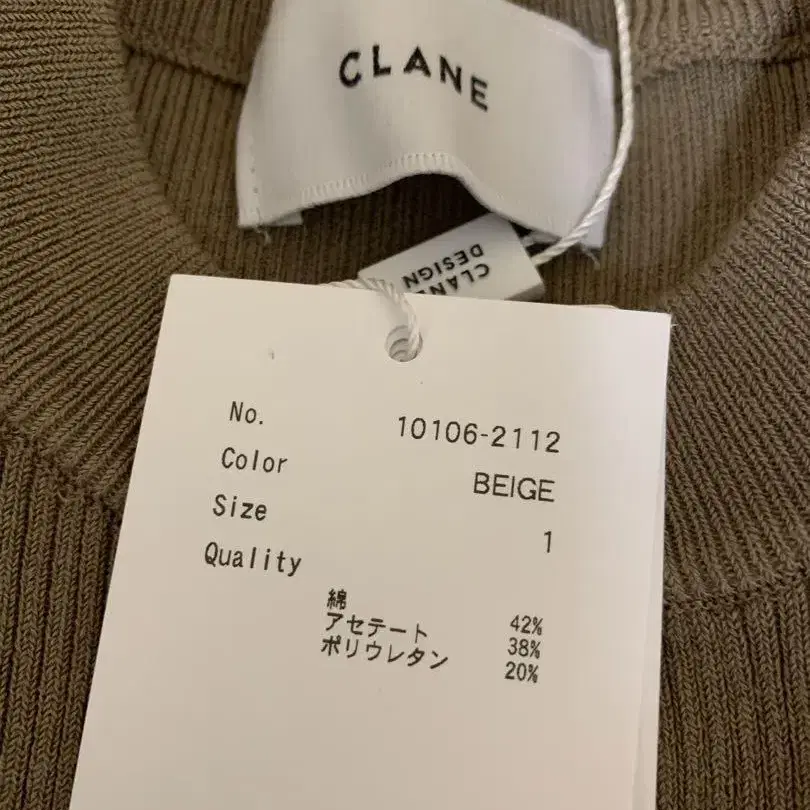 CLANE
CLANE
DESIGN
No. 10106-2112
Color BEIGE
Size 1
Quality
綿 42%
アセテート 38%
ポリウレタン 20%